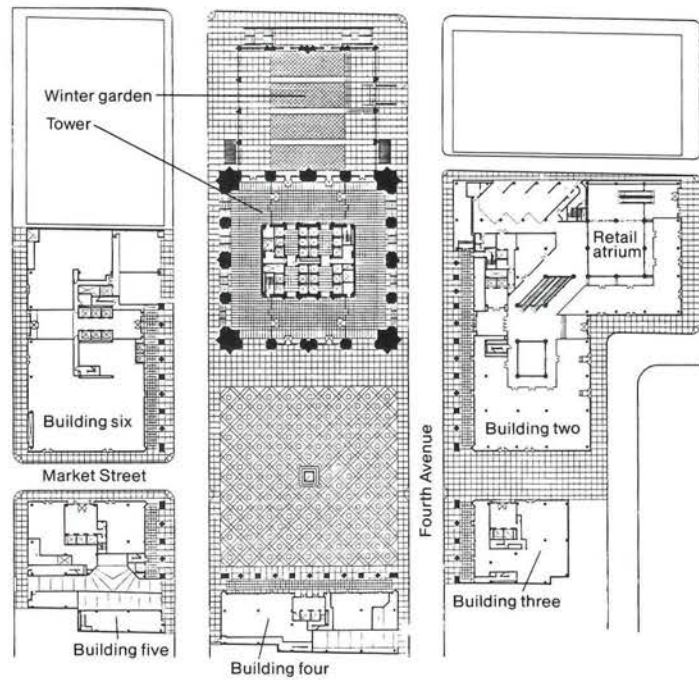 Winter garden
Tower
Retail
atrium
Building six
Building two
Market Street
Fourth Avenue
Building three
Building five
Building four